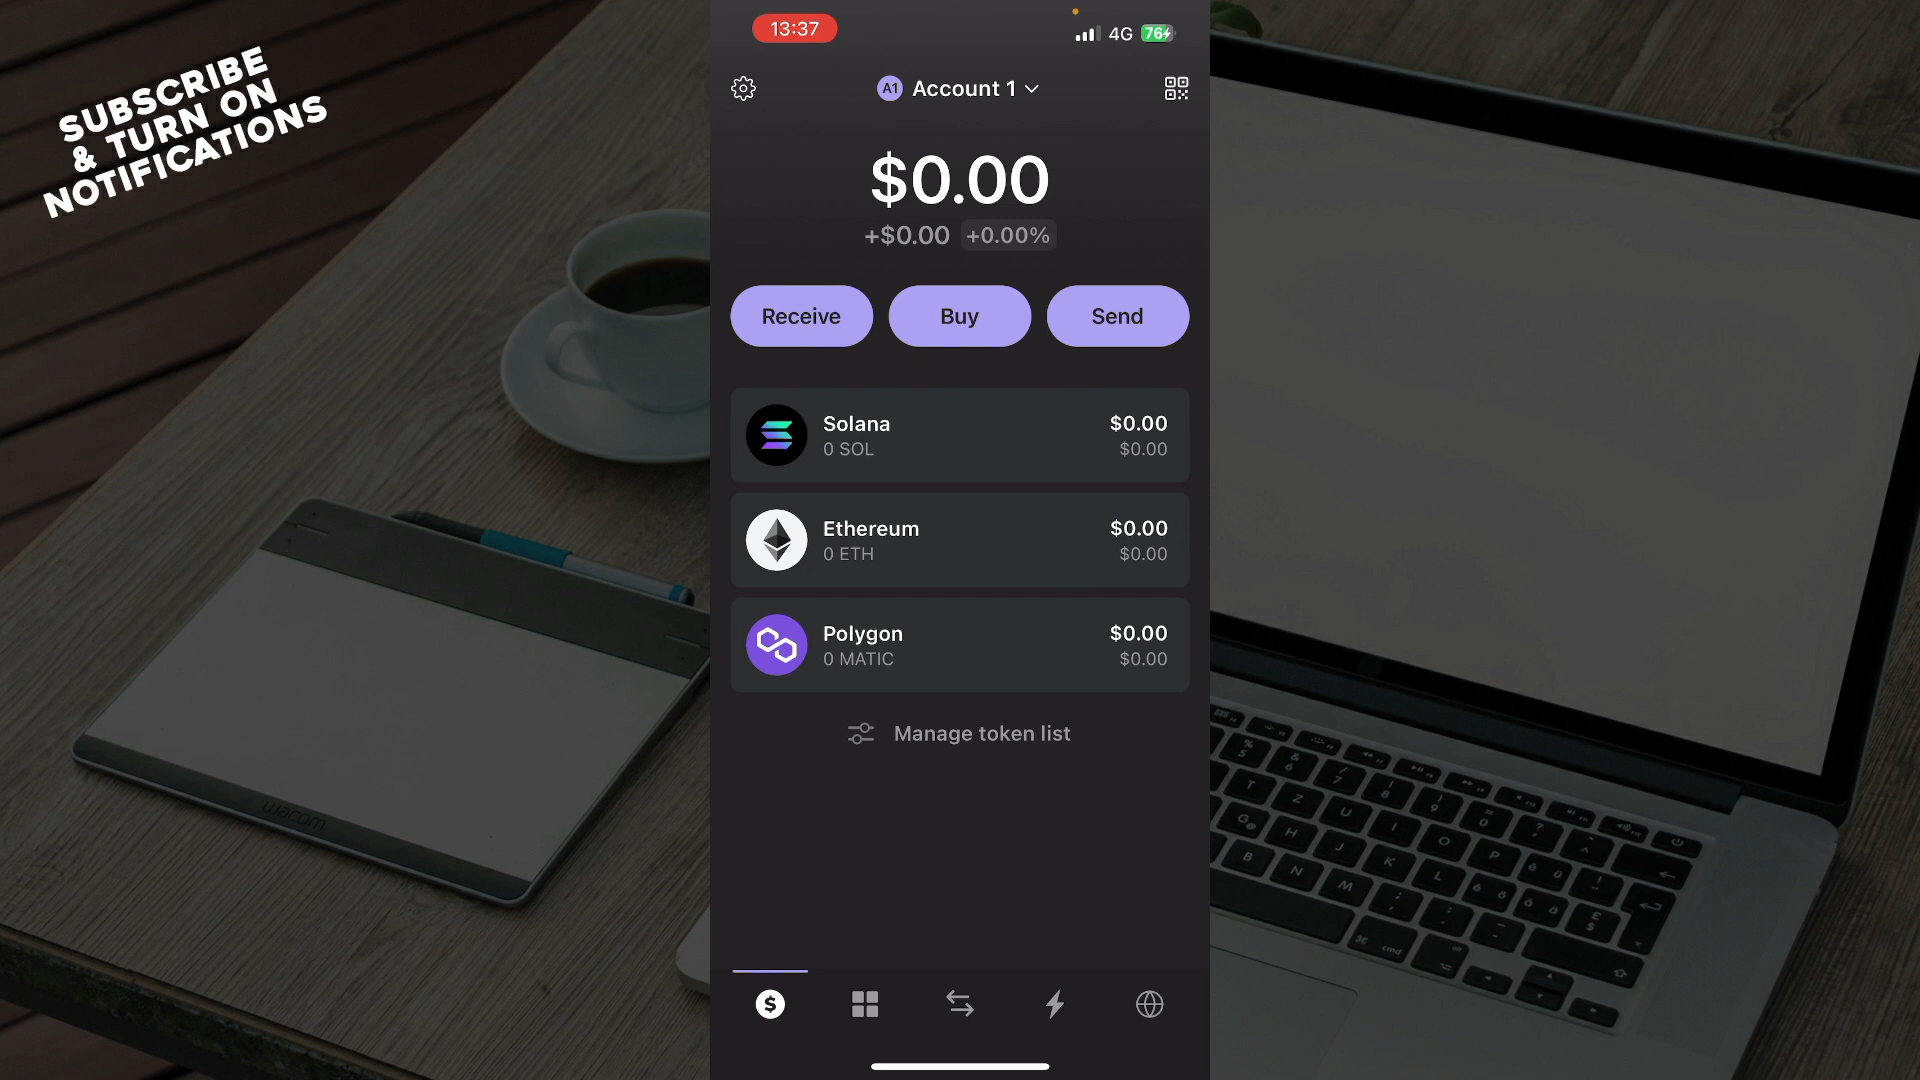 SUBSCRIBE
& TURN ON
NOTIFICATIONS
13:37
4G 76
A1 Account 1
$0.00
+$0.00 +0.00%
Receive Buy Send
Solana $0.00
0 SOL $0.00
Ethereum $0.00
0 ETH $0.00
Polygon $0.00
0 MATIC $0.00
Manage token list
$
wacom